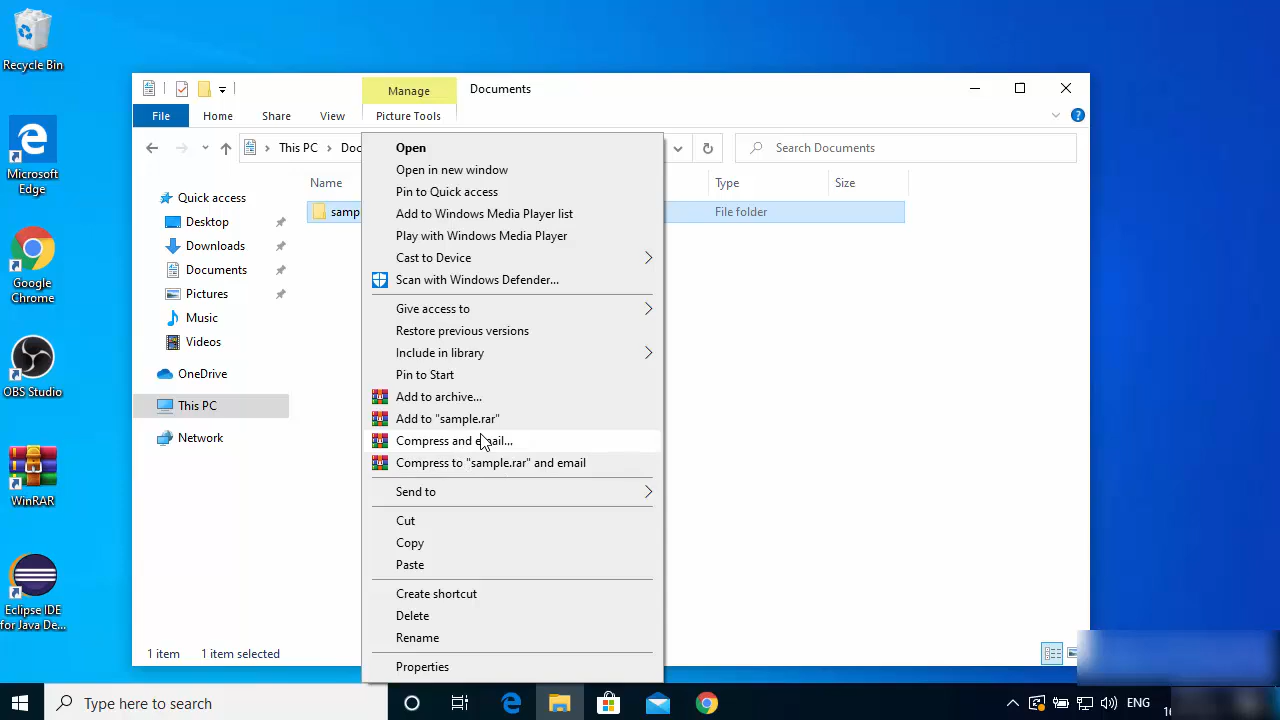 Recycle Bin
Microsoft
Edge
Google
Chrome
OBS Studio
WinRAR
Eclipse IDE
for Java De...
Manage
Documents
File
Home
Share
View
Picture Tools
This PC
Search Documents
Name
Type
Size
File folder
Quick access
Desktop
Downloads
Documents
Pictures
Music
Videos
OneDrive
This PC
Network
Open
Open in new window
Pin to Quick access
Add to Windows Media Player list
Play with Windows Media Player
Cast to Device
Scan with Windows Defender...
Give access to
Restore previous versions
Include in library
Pin to Start
Add to archive...
Add to "sample.rar"
Compress and email...
Compress to "sample.rar" and email
Send to
Cut
Copy
Paste
Create shortcut
Delete
Rename
Properties
1 item
1 item selected
Type here to search
ENG